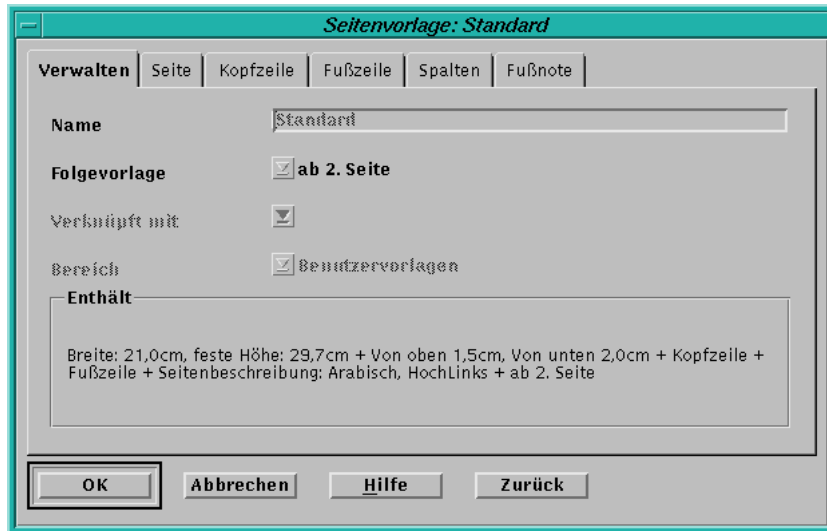 Seitenvorlage: Standard
Verwalten Seite Kopfzeile Fußzeile Spalten Fußnote
Name Standard
Folgevorlage ab 2. Seite
Verknüpft mit
Bereich Benutzervorlagen
Enthält
Breite: 21,0cm, feste Höhe: 29,7cm + Von oben 1,5cm, Von unten 2,0cm + Kopfzeile +
Fußzeile + Seitenbeschreibung: Arabisch, HochLinks + ab 2. Seite
OK Abbrechen Hilfe Zurück